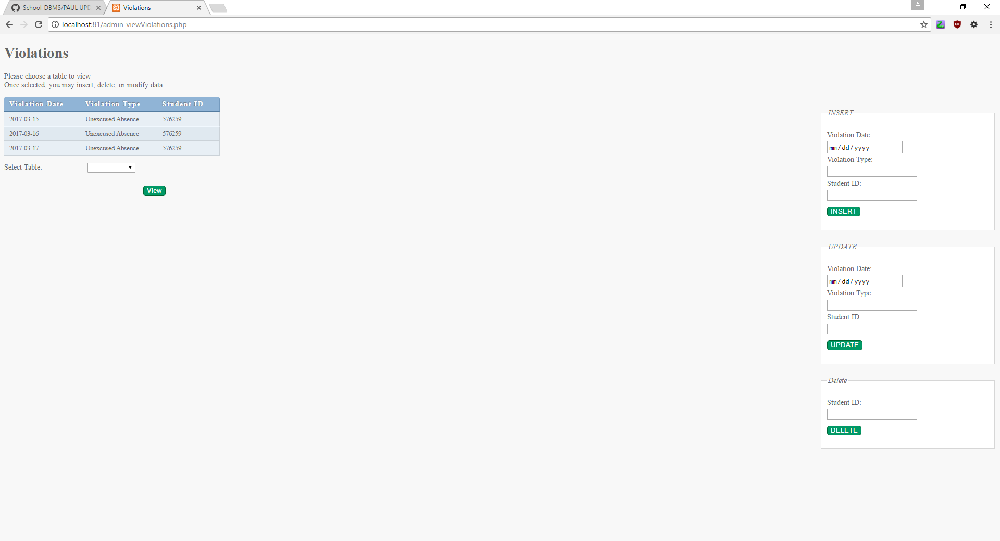 School-DBMS/PAUL UPD
Violations
localhost:81/admin_viewViolations.php
Violations
Please choose a table to view
Once selected, you may insert, delete, or modify data
Violation Date Violation Type Student ID
2017-03-15 Unexcused Absence 576259
2017-03-16 Unexcused Absence 576259
2017-03-17 Unexcused Absence 576259
Select Table:
View
INSERT
Violation Date:
mm/dd/yyyy
Violation Type:
Student ID:
INSERT
UPDATE
Violation Date:
mm/dd/yyyy
Violation Type:
Student ID:
UPDATE
Delete
Student ID:
DELETE